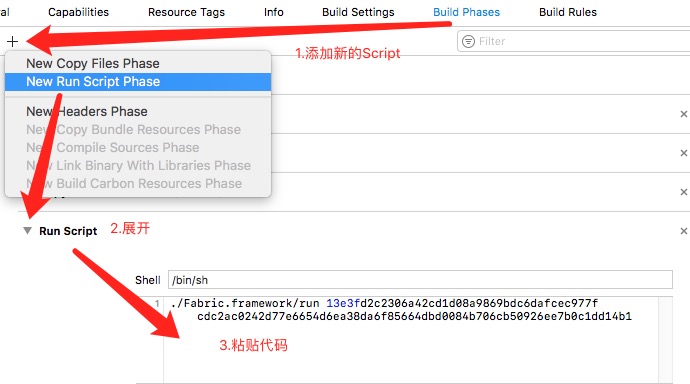 al Capabilities Resource Tags Info Build Settings Build Phases Build Rules
Filter
1.添加新的Script
New Copy Files Phase
New Run Script Phase
New Headers Phase
New Copy Bundle Resources Phase
New Compile Sources Phase
New Link Binary With Libraries Phase
New Build Carbon Resources Phase
Run Script
2.展开
Shell /bin/sh
1 ./Fabric.framework/run 13e3fd2c2306a42cd1d08a9869bdc6dafcec977f
cdc2ac0242d77e6654d6ea38da6f85664dbd0084b706cb50926ee7b0c1dd14b1
3.粘贴代码